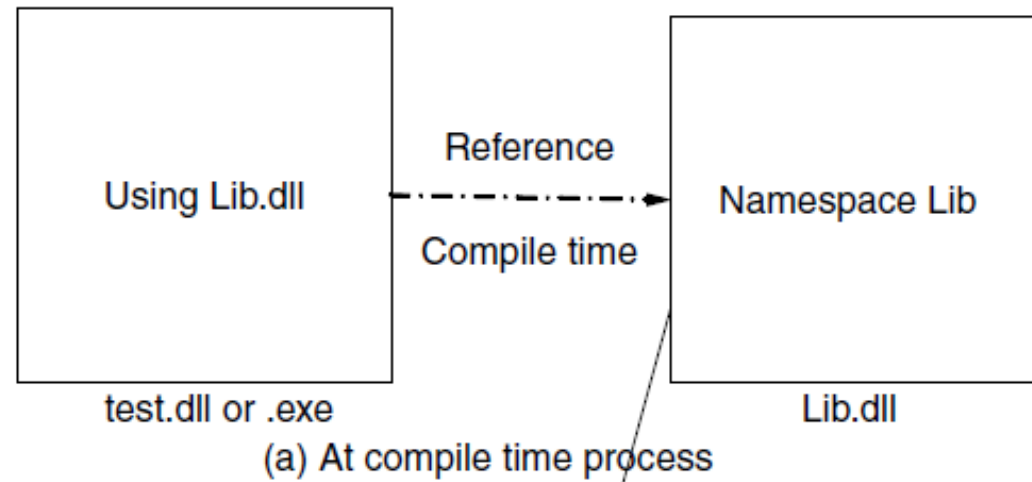 Reference
Using Lib.dll
Namespace Lib
Compile time
test.dll or .exe
Lib.dll
(a) At compile time process